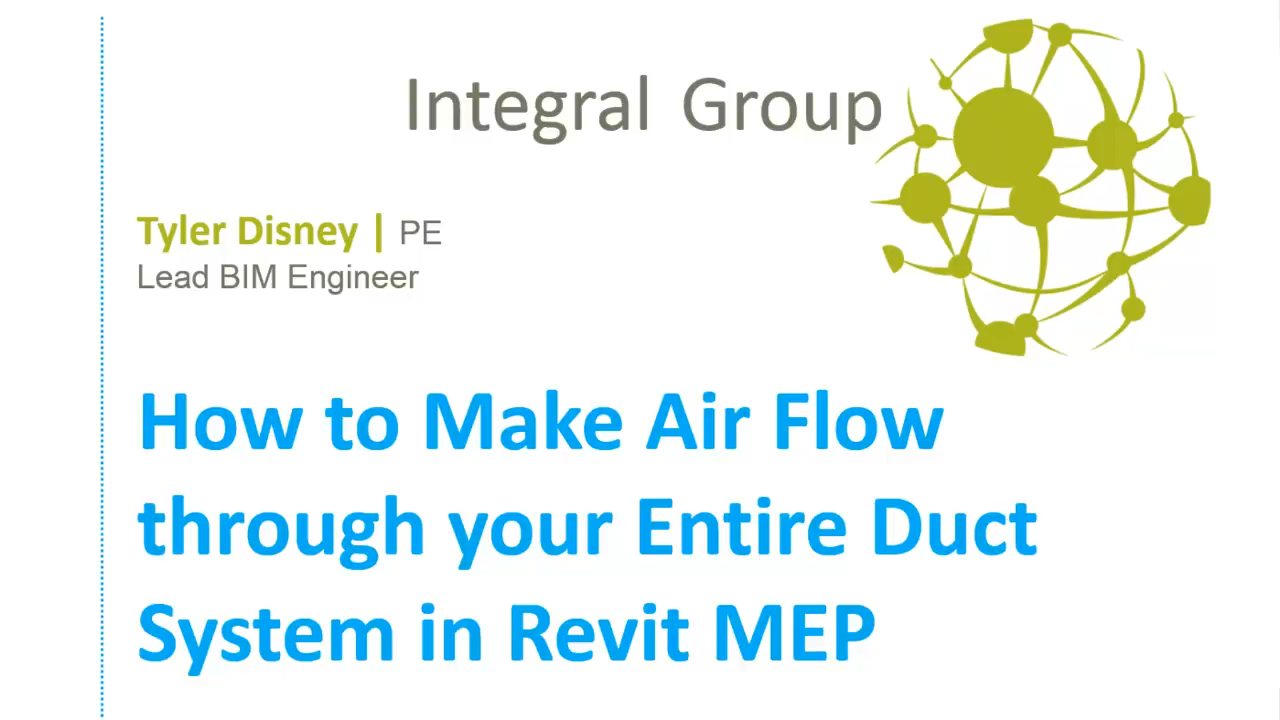 Integral Group
Tyler Disney | PE
Lead BIM Engineer
How to Make Air Flow
through your Entire Duct
System in Revit MEP